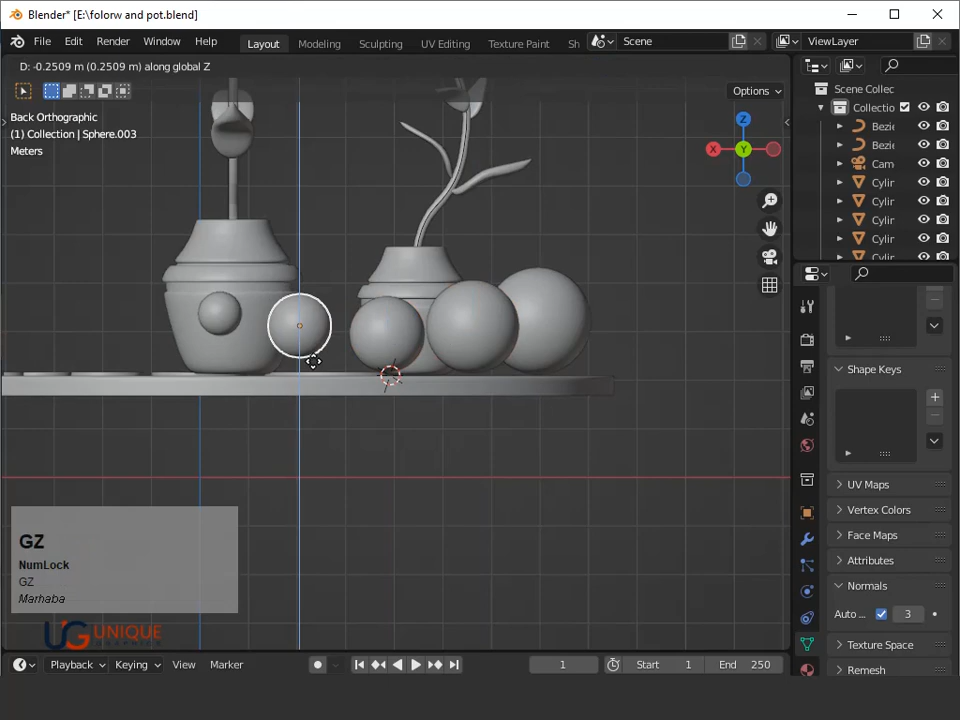 Blender* [E:\folorw and pot.blend]
File Edit Render Window Help Layout Modeling Sculpting UV Editing Texture Paint Sh Scene ViewLayer
D: -0.2509 m (0.2509 m) along global Z
Options
Back Orthographic
(1) Collection | Sphere.003
Meters
Z
X
Y
Scene Collec
Collectio
Bezie
Bezie
Cam
Cylir
Cylir
Cylir
Cylir
Cylir
Shape Keys
UV Maps
Vertex Colors
Face Maps
Attributes
Normals
Auto ... 3
Texture Space
Remesh
GZ
NumLock
GZ
Marhaba
UG UNIQUE
Playback Keying View Marker 1 Start 1 End 250